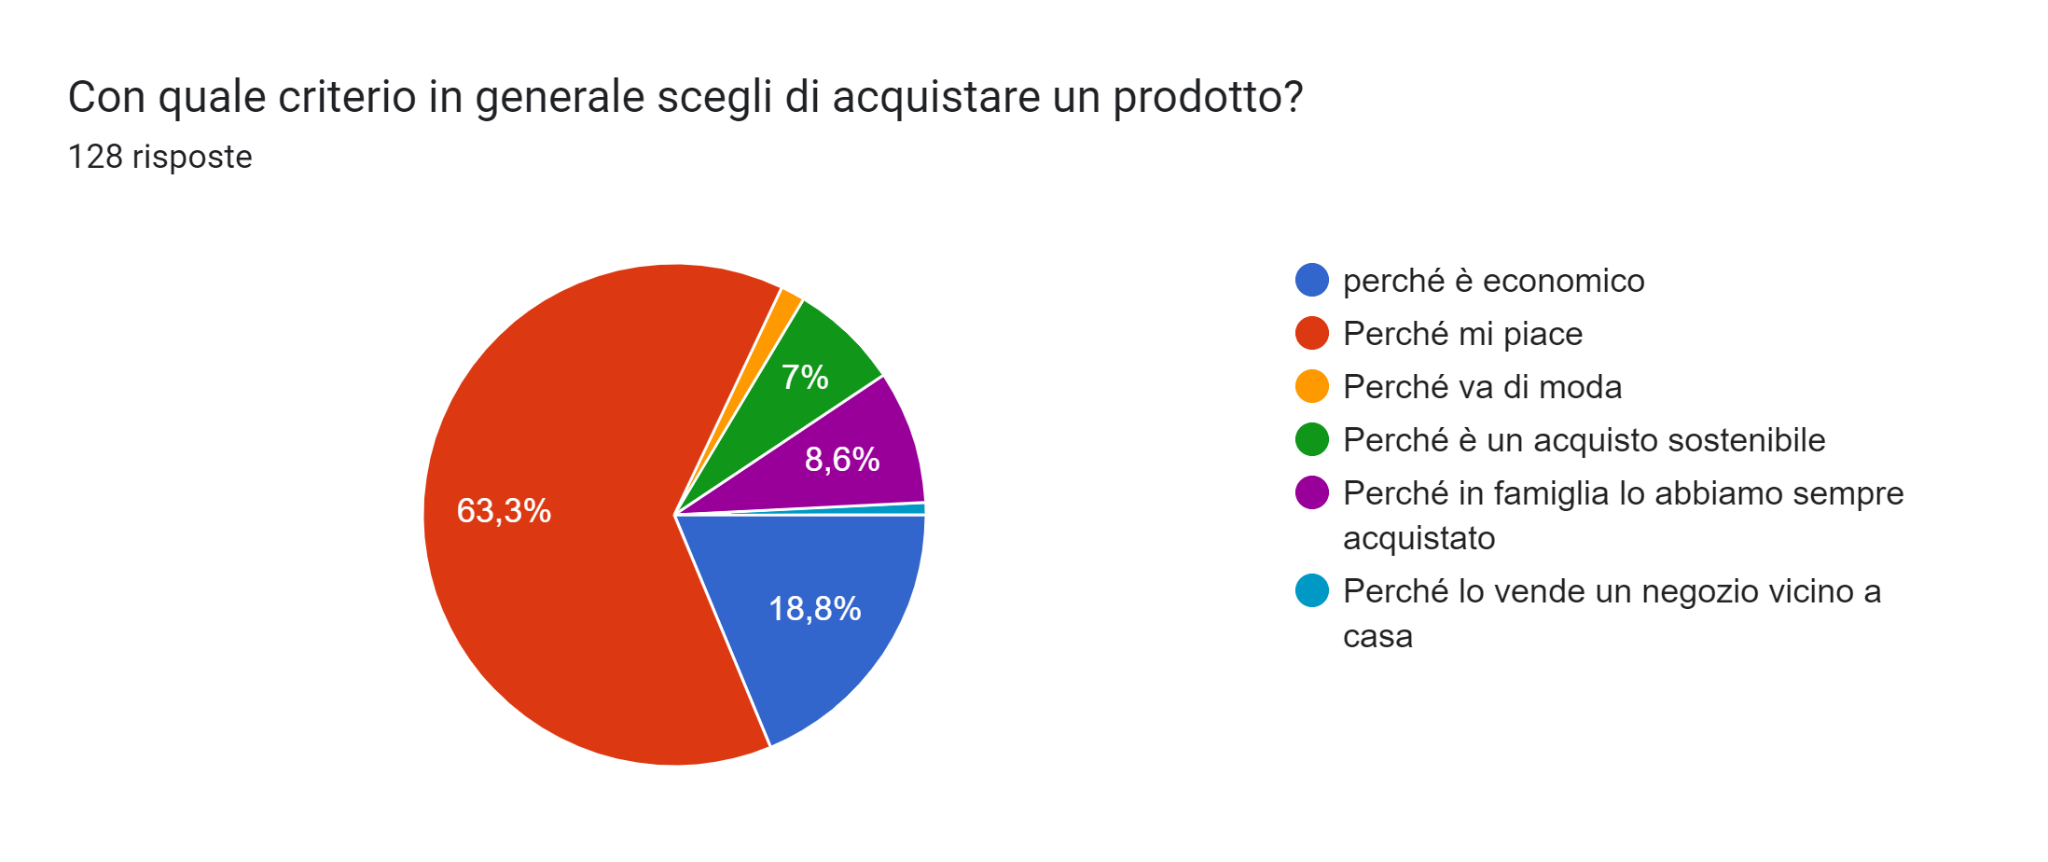 Con quale criterio in generale scegli di acquistare un prodotto?
128 risposte
perché è economico
Perché mi piace
Perché va di moda
Perché è un acquisto sostenibile
Perché in famiglia lo abbiamo sempre
acquistato
Perché lo vende un negozio vicino a
casa
7%
8,6%
63,3%
18,8%